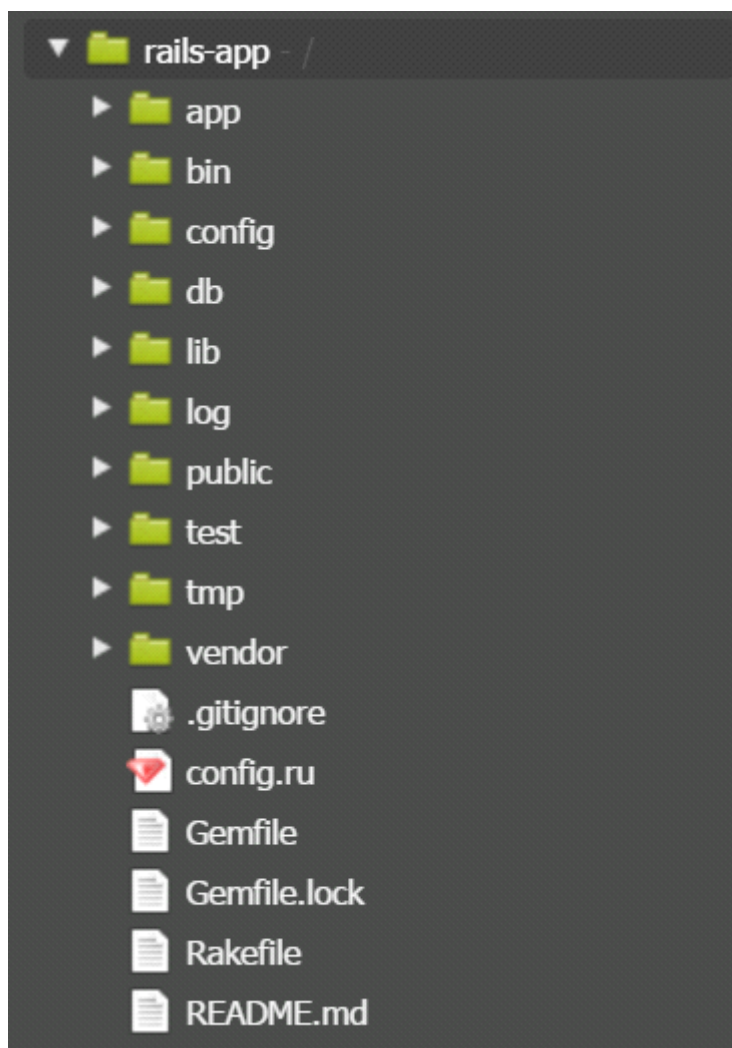 rails-app - /
app
bin
config
db
lib
log
public
test
tmp
vendor
.gitignore
config.ru
Gemfile
Gemfile.lock
Rakefile
README.md